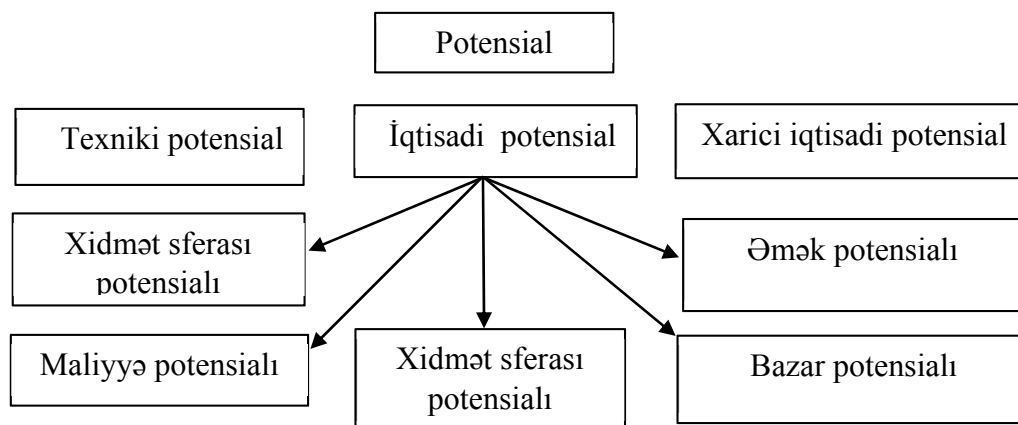 Potensial
Texniki potensial
İqtisadi potensial
Xarici iqtisadi potensial
Xidmət sferası
potensialı
Əmək potensialı
Maliyyə potensialı
Xidmət sferası
potensialı
Bazar potensialı